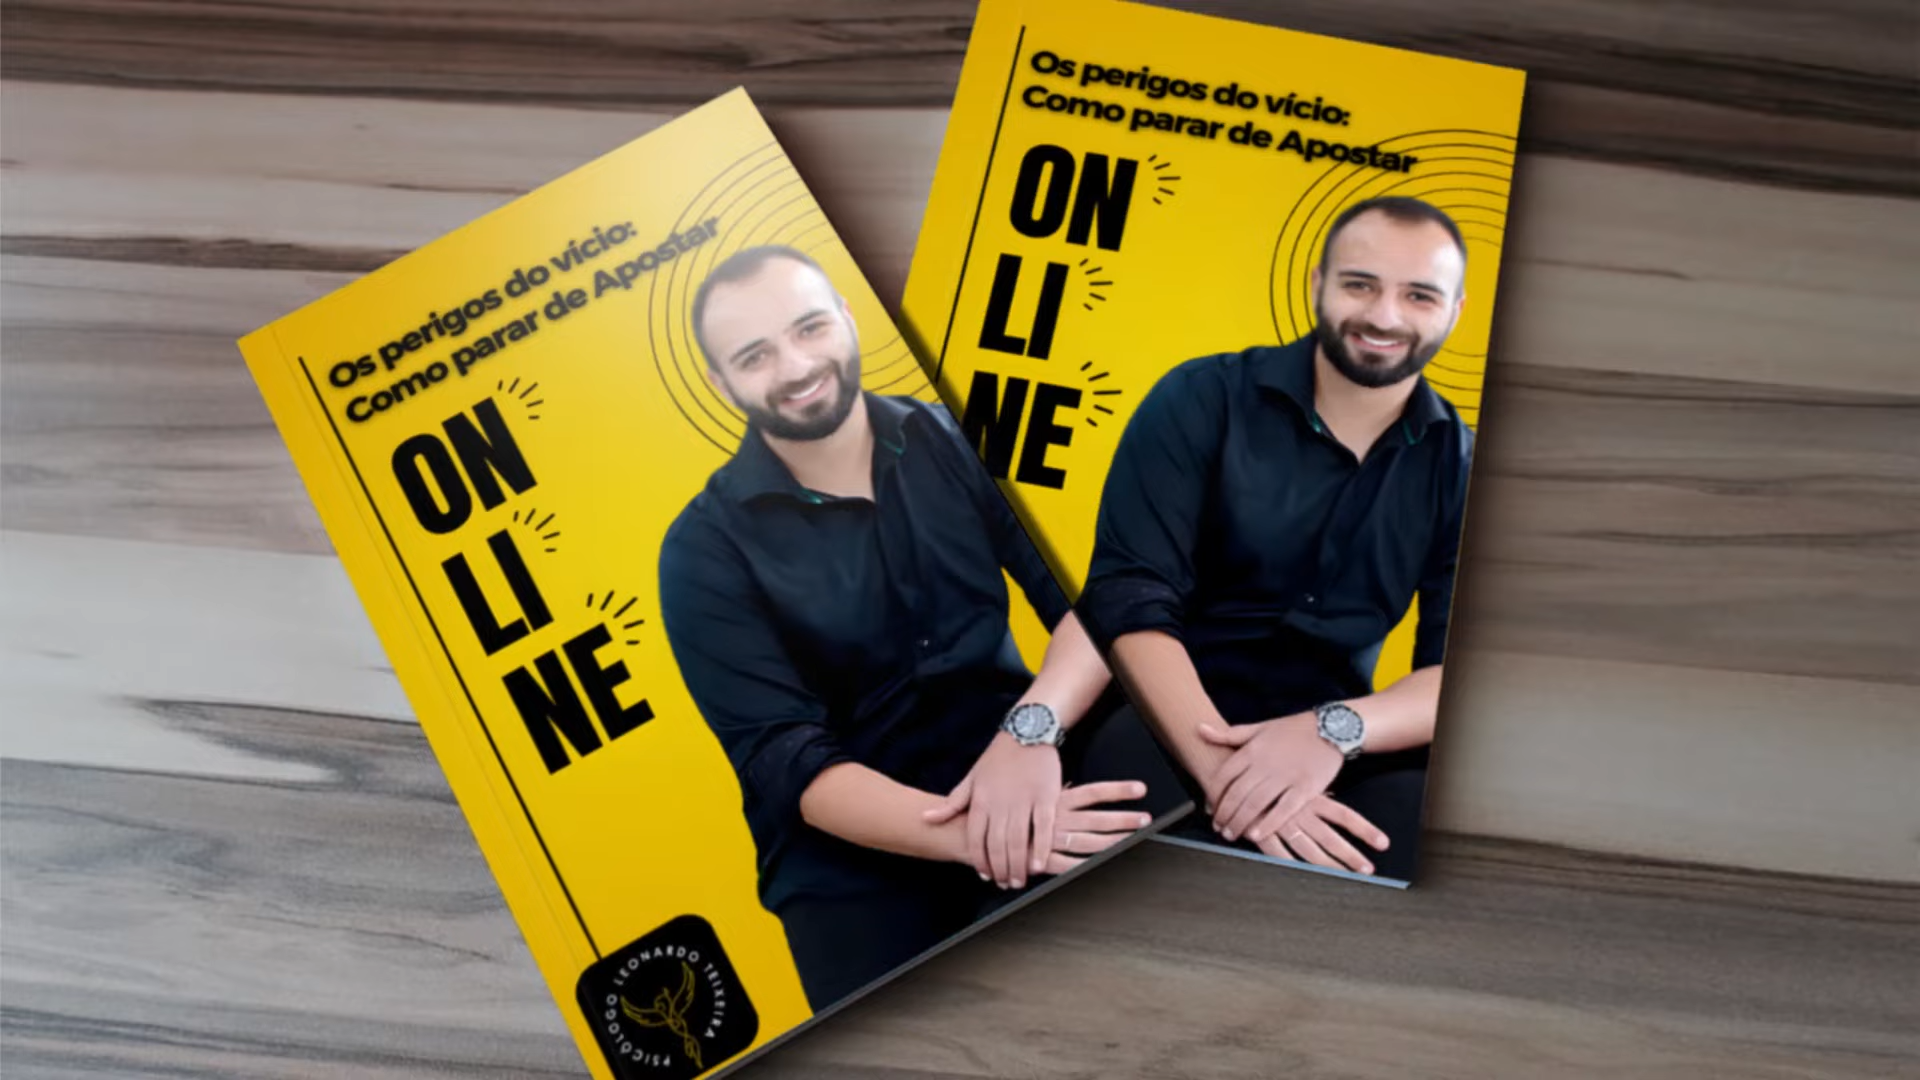 Os perigos do vício:
Como parar de Apostar
ON
LI
NE
PSICÓLOGO LEONARDO TEIXEIRA
Os perigos do vício:
Como parar de Apostar
ON
LI
NE